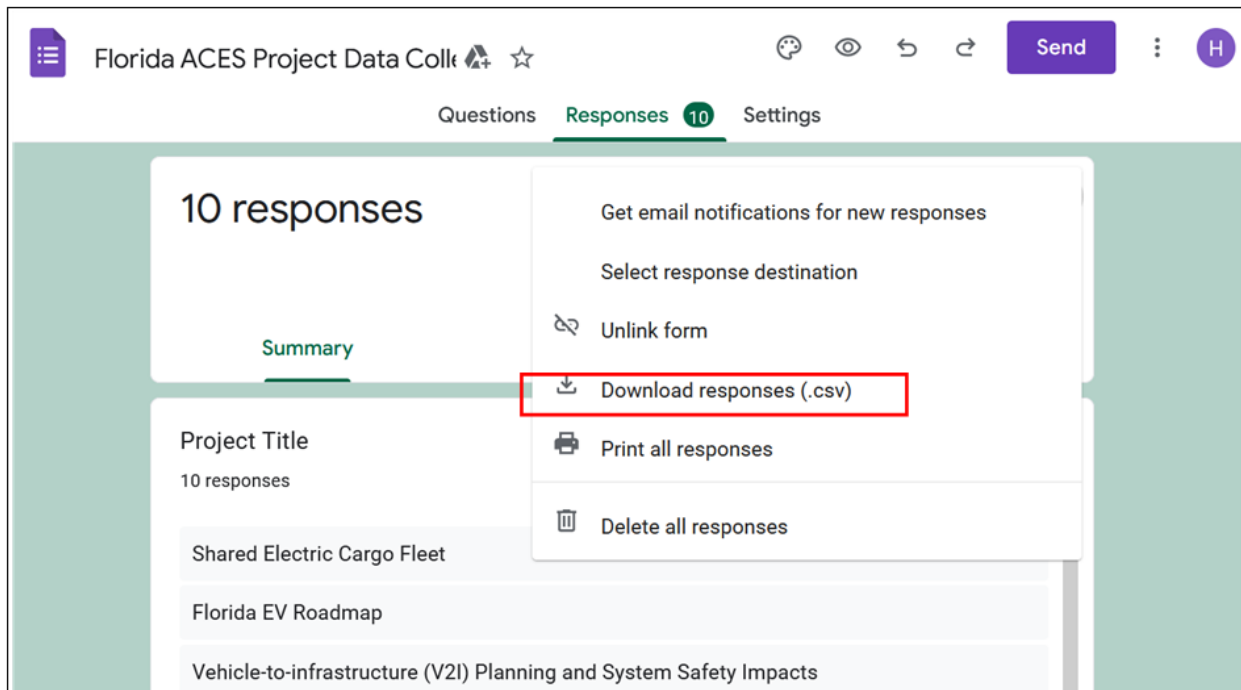 Florida ACES Project Data Colle
Send
H
Questions Responses 10 Settings
10 responses
Summary
Get email notifications for new responses
Select response destination
Unlink form
Download responses (.csv)
Print all responses
Delete all responses
Project Title
10 responses
Shared Electric Cargo Fleet
Florida EV Roadmap
Vehicle-to-infrastructure (V2I) Planning and System Safety Impacts